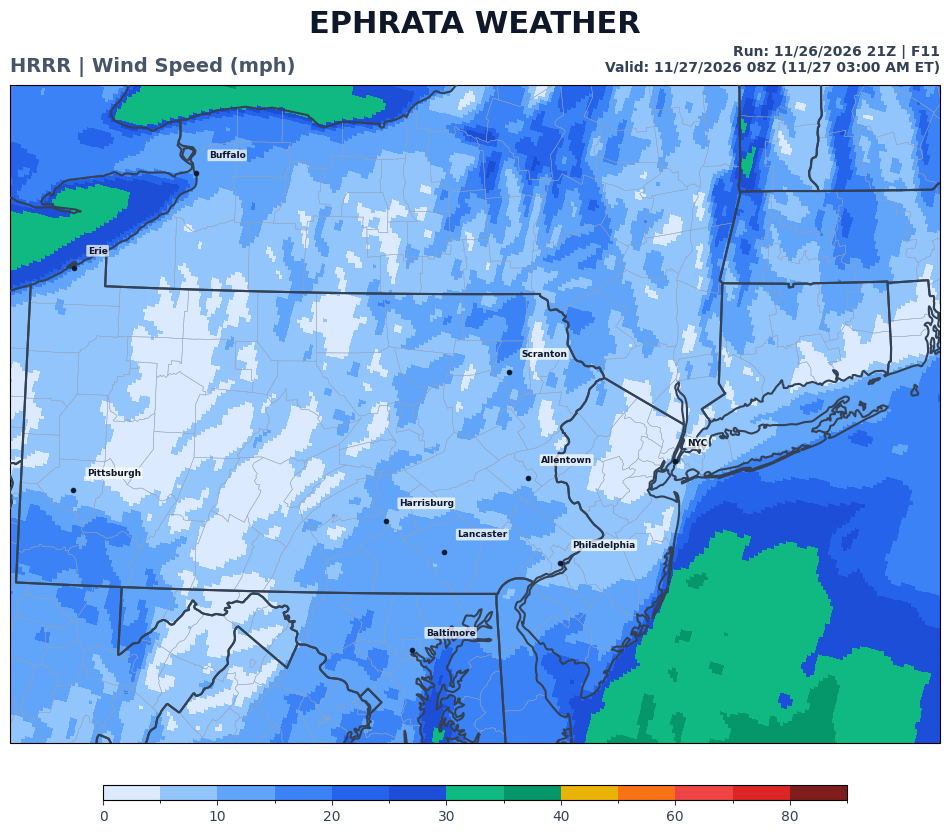 EPHRATA WEATHER
HRRR | Wind Speed (mph)
Run: 11/26/2026 21Z | F11
Valid: 11/27/2026 08Z (11/27 03:00 AM ET)
Buffalo
Erie
Scranton
NYC
Allentown
Pittsburgh
Harrisburg
Lancaster
Philadelphia
Baltimore
0 10 20 30 40 50 60 70 80